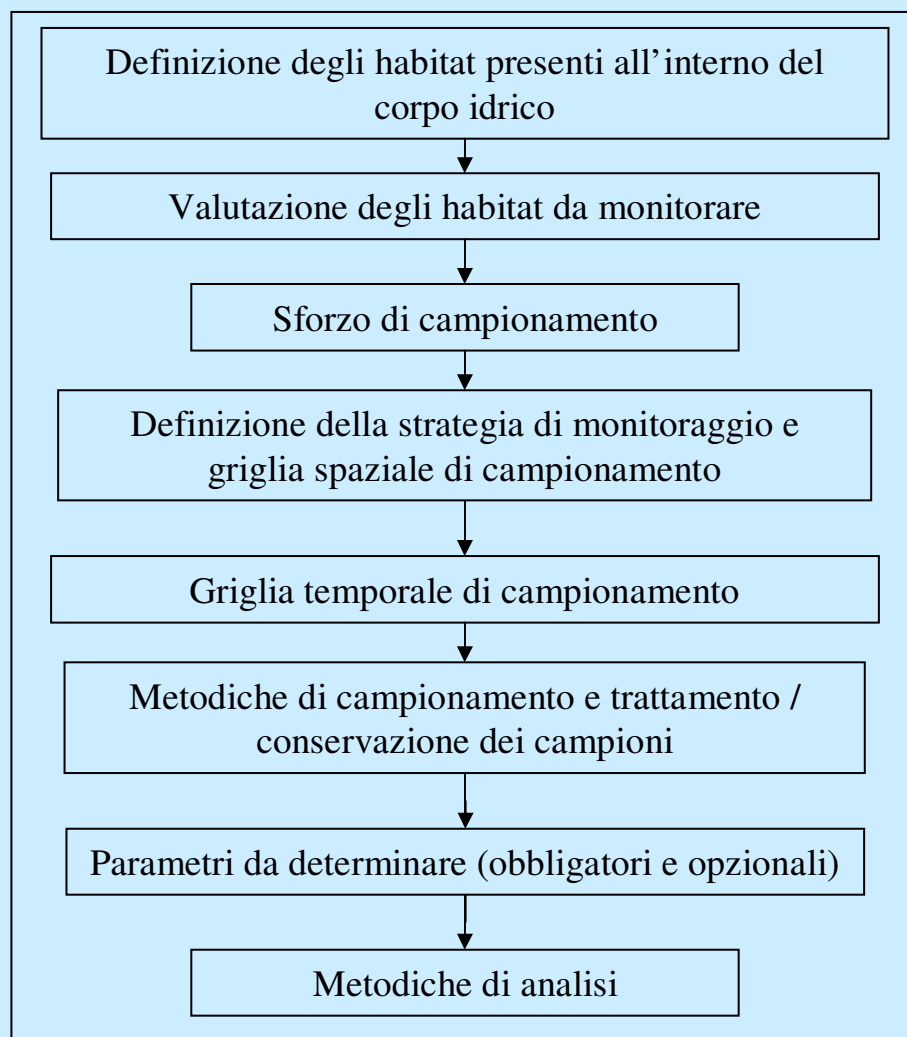 Definizione degli habitat presenti all’interno del
corpo idrico
Valutazione degli habitat da monitorare
Sforzo di campionamento
Definizione della strategia di monitoraggio e
griglia spaziale di campionamento
Griglia temporale di campionamento
Metodiche di campionamento e trattamento /
conservazione dei campioni
Parametri da determinare (obbligatori e opzionali)
Metodiche di analisi